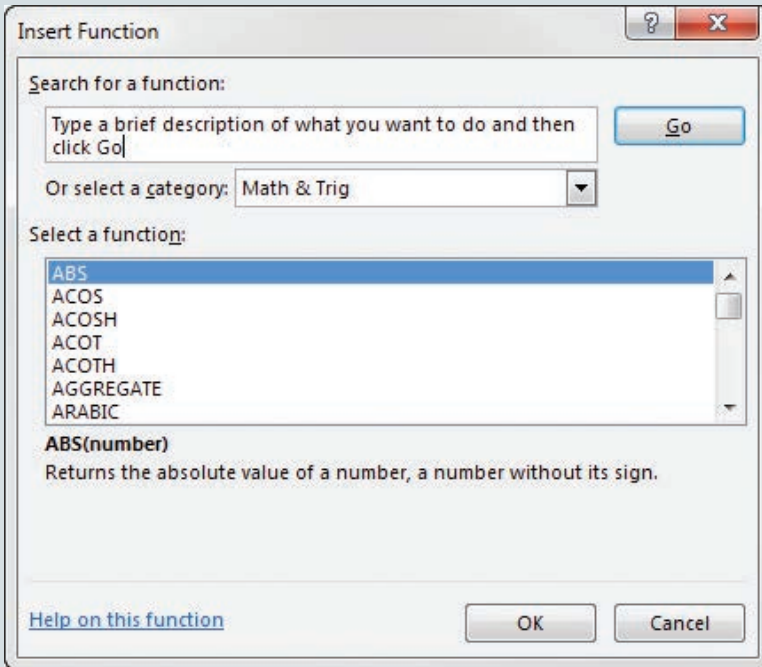 Insert Function
Search for a function:
Type a brief description of what you want to do and then
click Go
Go
Or select a category: Math & Trig
Select a function:
ABS
ACOS
ACOSH
ACOT
ACOTH
AGGREGATE
ARABIC
ABS(number)
Returns the absolute value of a number, a number without its sign.
Help on this function
OK
Cancel